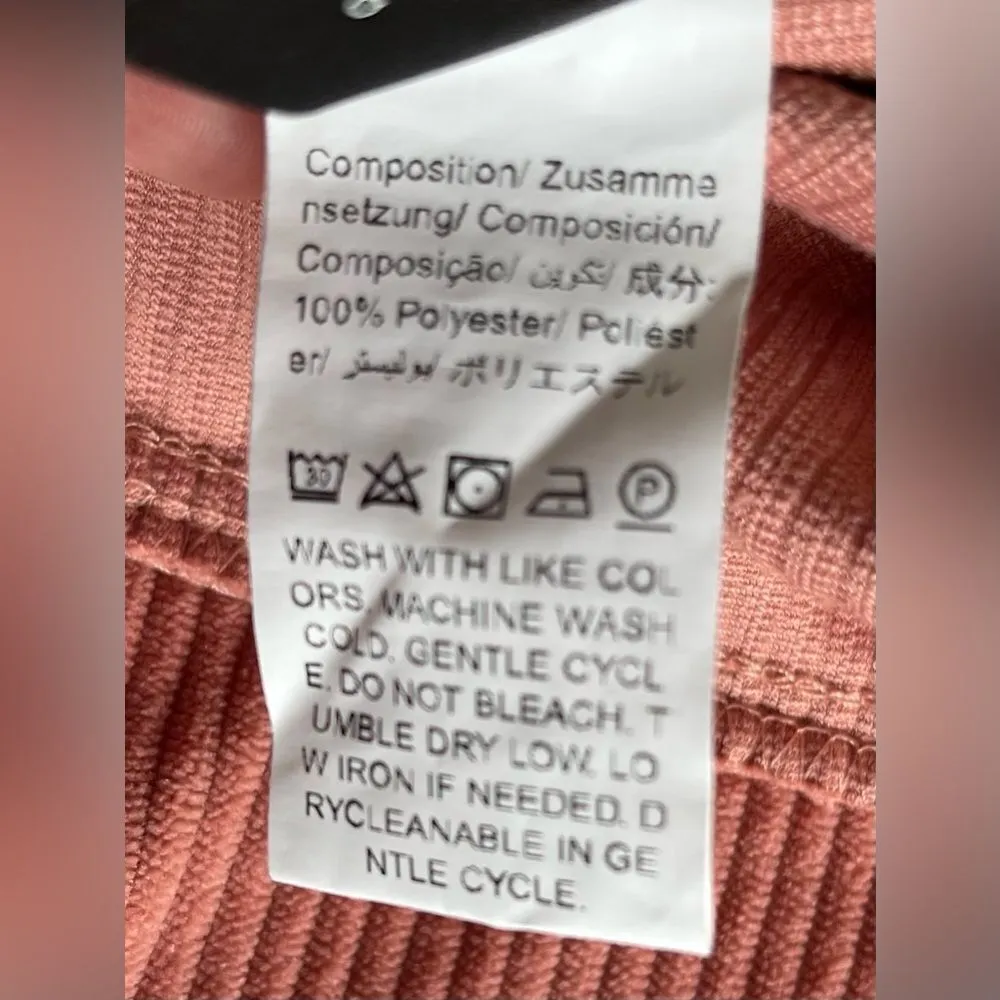 Composition/ Zusamme
nsetzung/ Composición/
Composição/ تكوين/ 成分:
100% Polyester/ Poliést
er/ بوليستر/ ポリエステル
30
P
WASH WITH LIKE COL
ORS. MACHINE WASH
COLD. GENTLE CYCL
E. DO NOT BLEACH. T
UMBLE DRY LOW. LO
W IRON IF NEEDED. D
RYCLEANABLE IN GE
NTLE CYCLE.